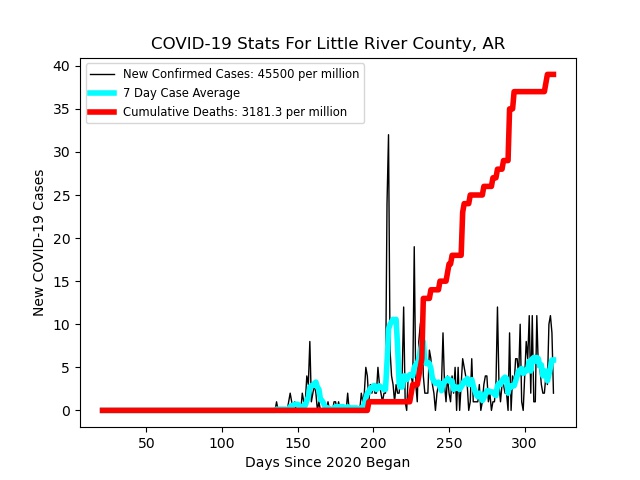 COVID-19 Stats For Little River County, AR
New Confirmed Cases: 45500 per million
7 Day Case Average
Cumulative Deaths: 3181.3 per million
New COVID-19 Cases
40
35
30
25
20
15
10
5
0
50 100 150 200 250 300
Days Since 2020 Began